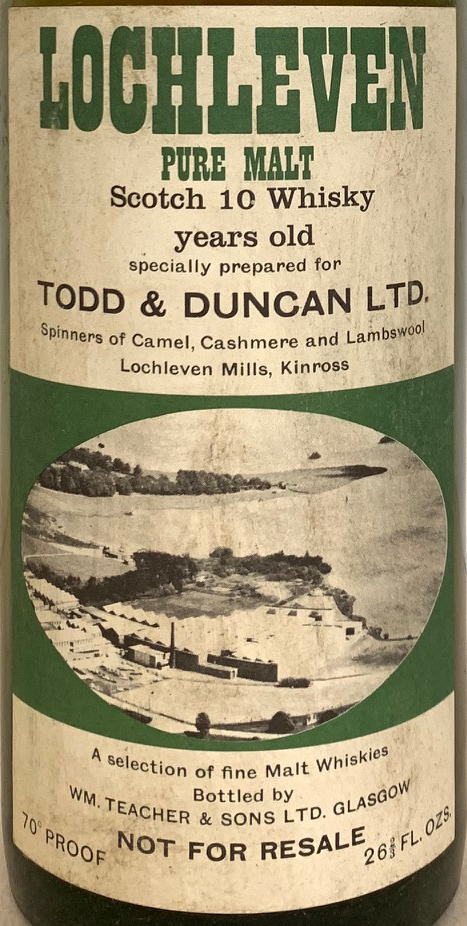 LOCHLEVEN
PURE MALT
Scotch 10 Whisky
years old
specially prepared for
TODD & DUNCAN LTD.
Spinners of Camel, Cashmere and Lambswool
Lochleven Mills, Kinross
A selection of fine Malt Whiskies
Bottled by
WM. TEACHER & SONS LTD. GLASGOW
70° PROOF
NOT FOR RESALE
26⅔ FL. OZS.